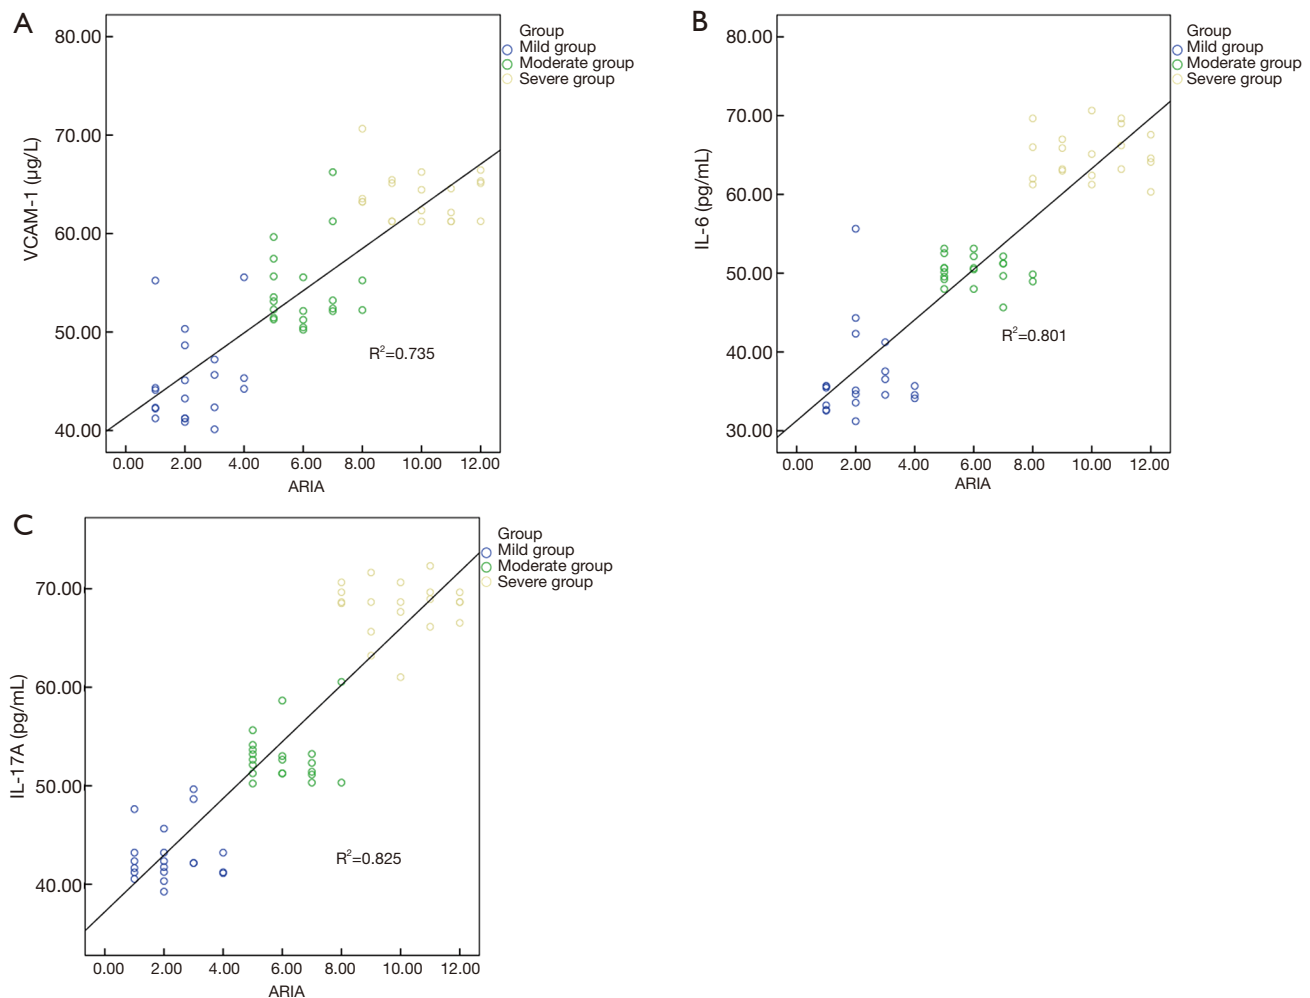 A
80.00
70.00
60.00
50.00
40.00
VCAM-1 (μg/L)
0.00 2.00 4.00 6.00 8.00 10.00 12.00
ARIA
R²=0.735
Group
Mild group
Moderate group
Severe group
B
80.00
70.00
60.00
50.00
40.00
30.00
IL-6 (pg/mL)
0.00 2.00 4.00 6.00 8.00 10.00 12.00
ARIA
R²=0.801
Group
Mild group
Moderate group
Severe group
C
70.00
60.00
50.00
40.00
IL-17A (pg/mL)
0.00 2.00 4.00 6.00 8.00 10.00 12.00
ARIA
R²=0.825
Group
Mild group
Moderate group
Severe group